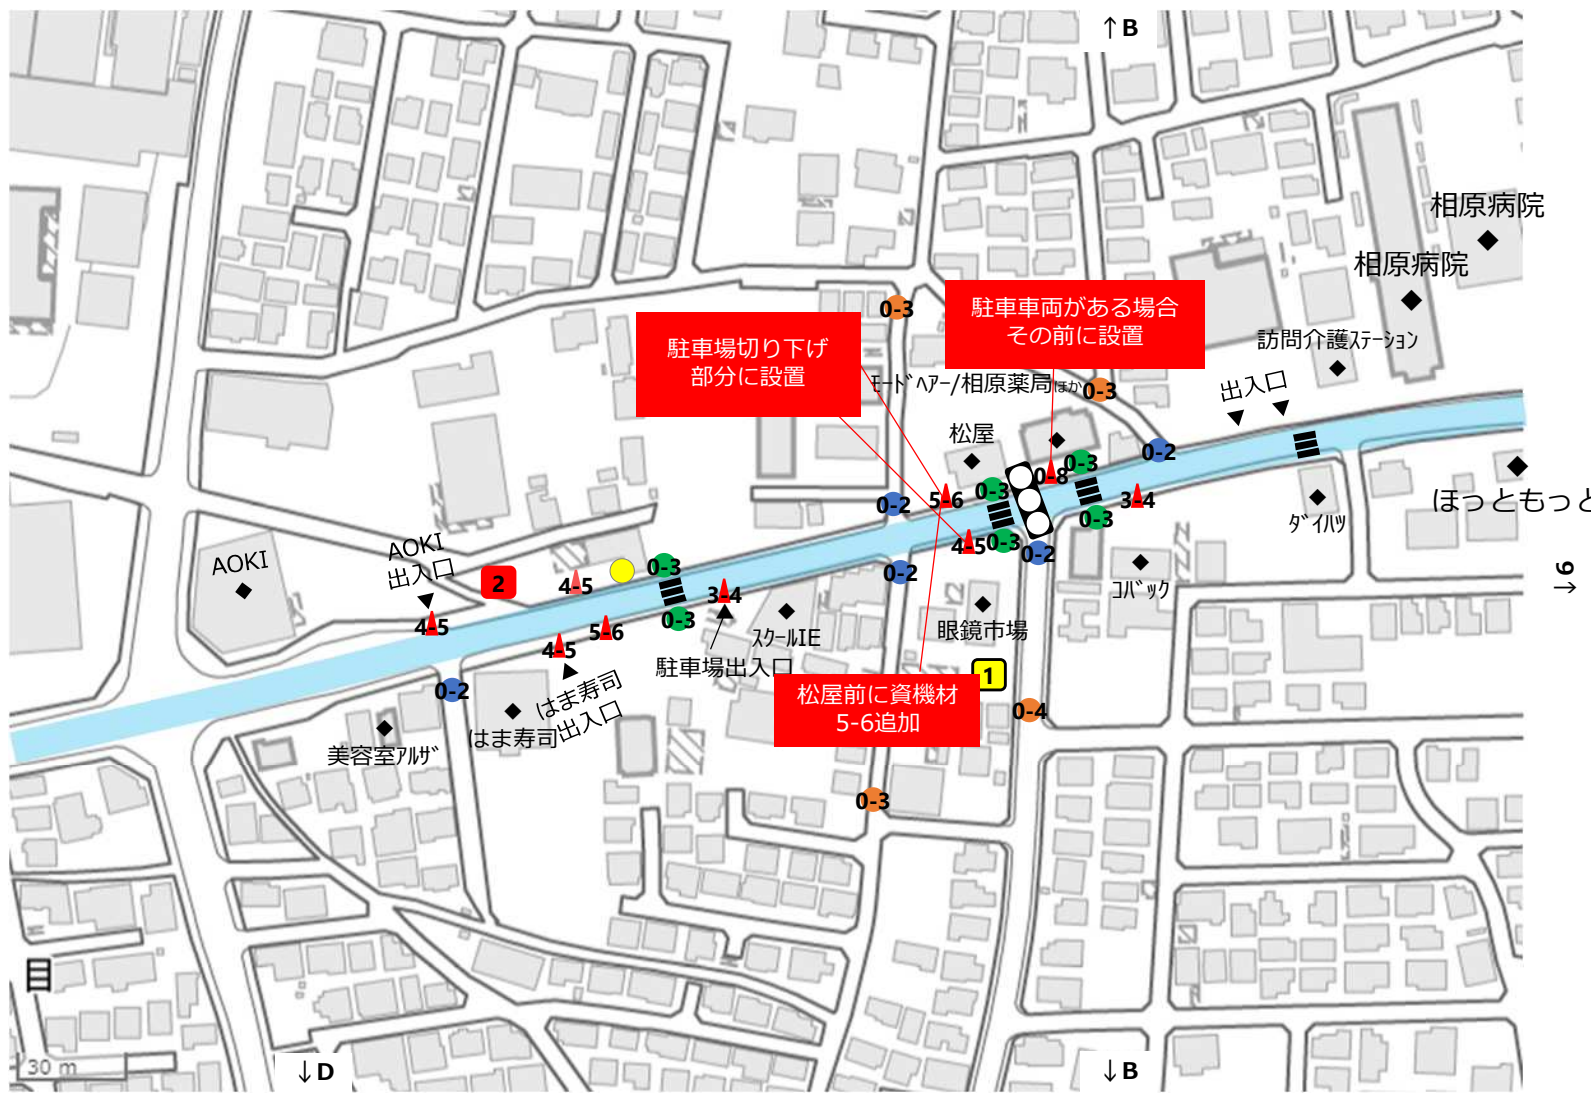 ↑B
相原病院
相原病院
0-3
駐車車両がある場合
その前に設置
駐車場切り下げ
部分に設置
訪問介護ｽﾃｰｼｮﾝ
ﾓｰﾄﾞﾍｱｰ/相原薬局ほか
0-3
出入口
松屋
0-2
0-3
0-8
0-3
5-6
3-4
0-2
0-3
ほっともっと
ﾀﾞｲﾊﾂ
4-5
0-3
0-2
AOKI
出入口
AOKI
2
4-5
0-3
0-2
ｺﾊﾞｯｸ
9
→
3-4
4-5
5-6
0-3
ｽｸｰﾙIE
眼鏡市場
4-5
駐車場出入口
1
0-2
はま寿司
出入口
松屋前に資機材
5-6追加
0-4
はま寿司
美容室ｱﾙｻﾞ
0-3
目
30 m
↓D
↓B